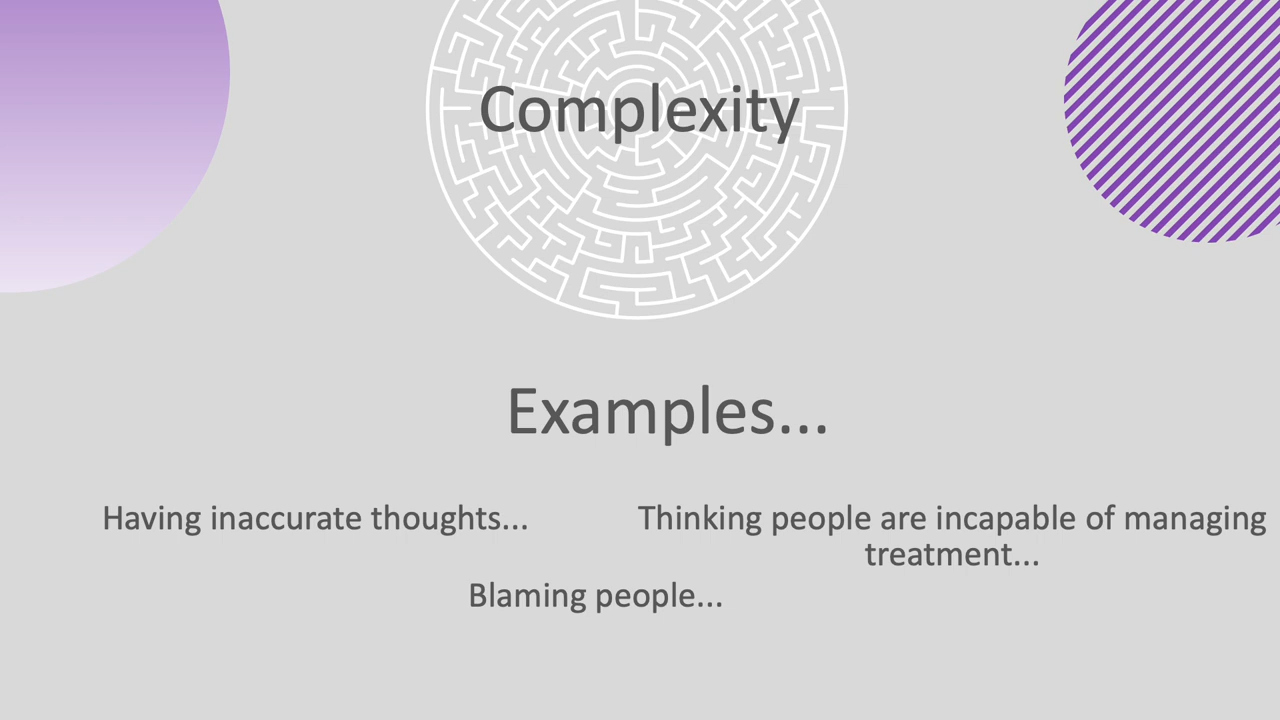 Complexity
Examples...
Having inaccurate thoughts...
Thinking people are incapable of managing
treatment...
Blaming people...